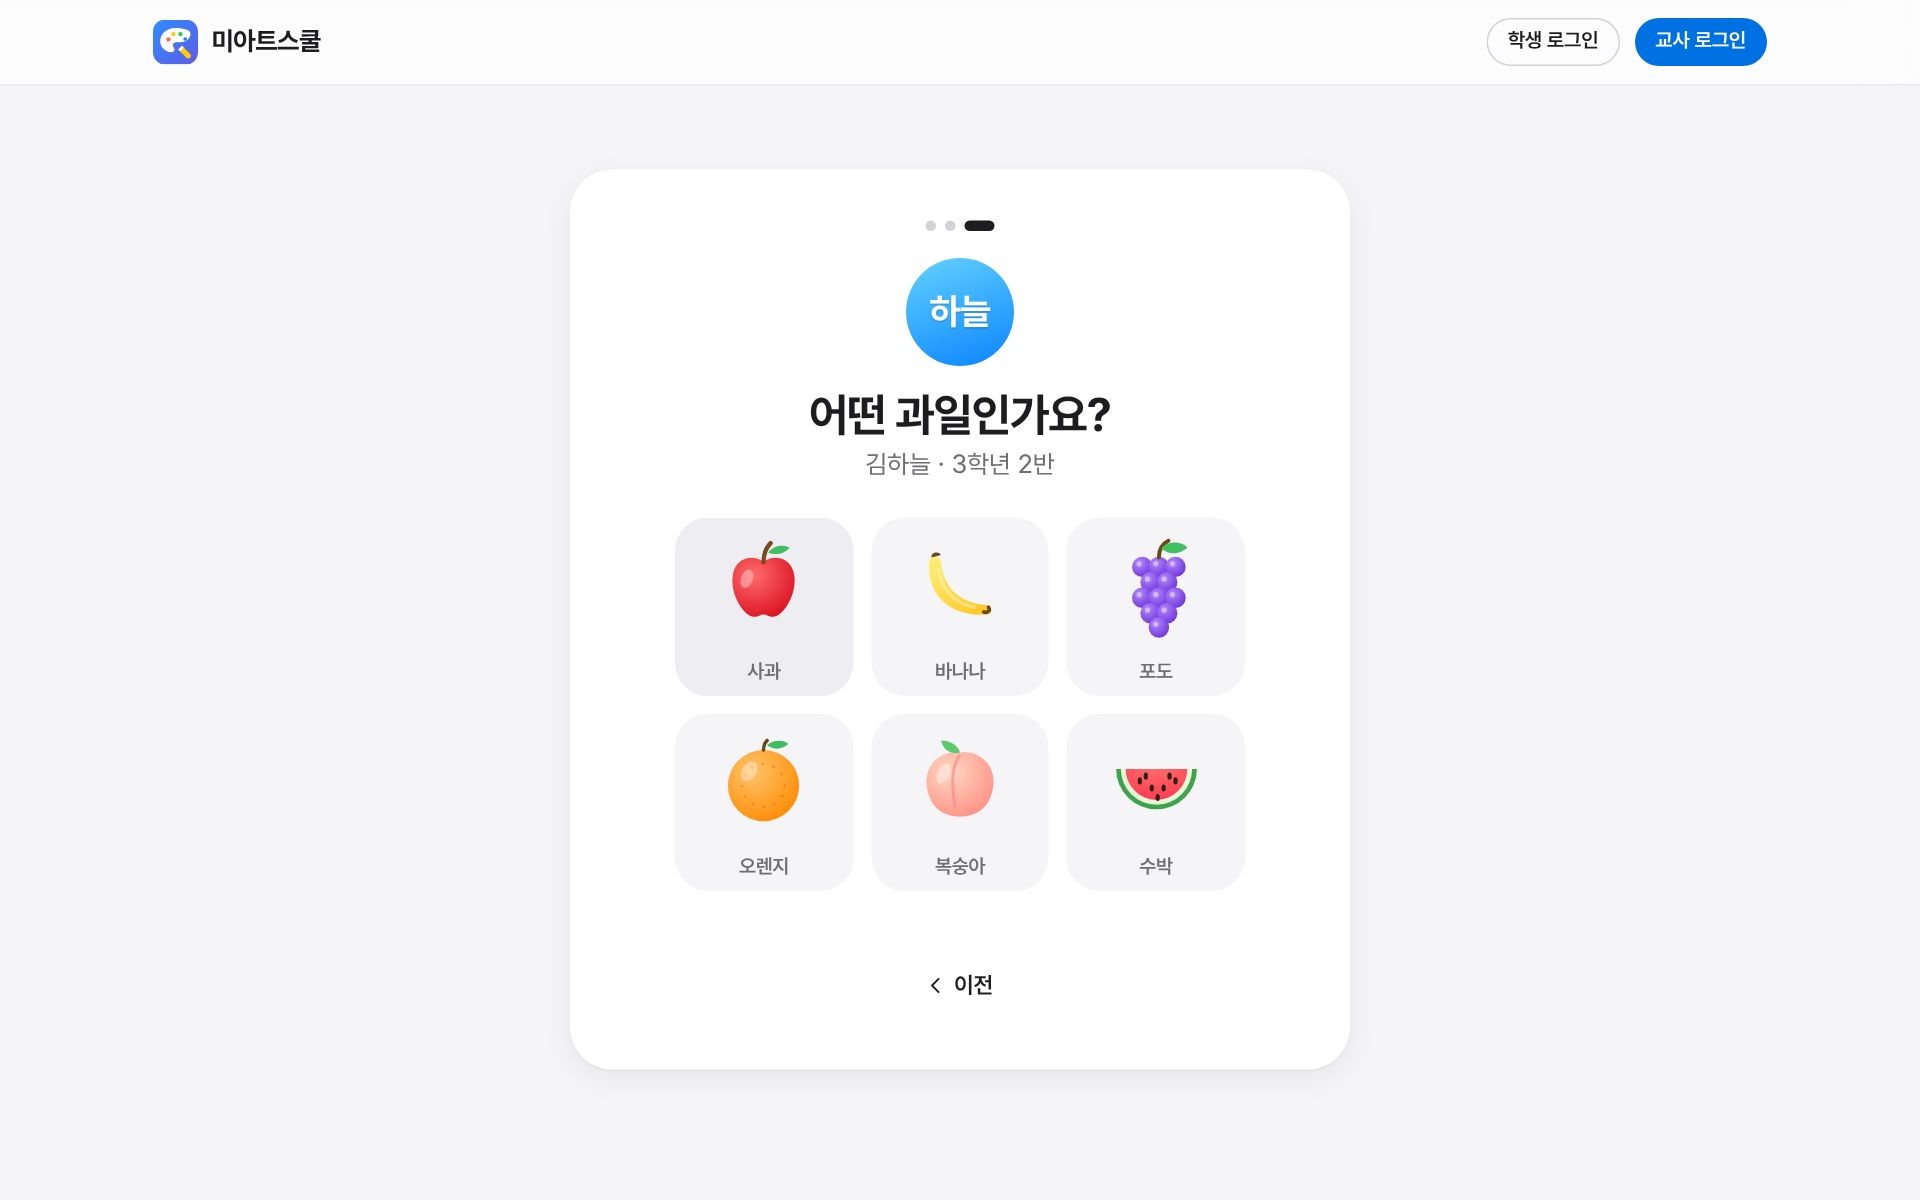 미아트스쿨
학생 로그인
교사 로그인
하늘
어떤 과일인가요?
김하늘 · 3학년 2반
사과
바나나
포도
오렌지
복숭아
수박
이전